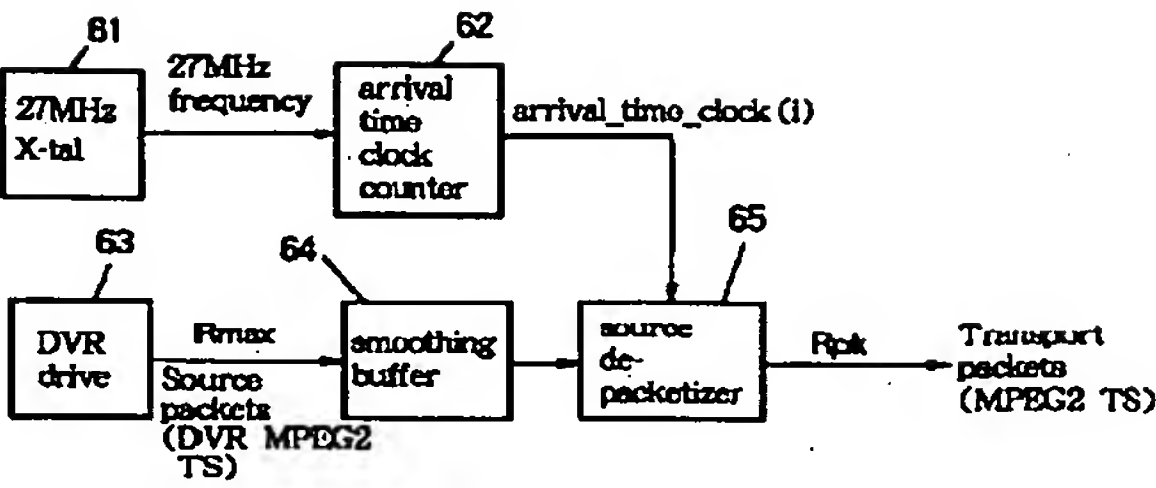 61
27MHz
X-tal
27MHz
frequency
62
arrival
time
clock
counter
arrival_time_clock (i)
63
DVR
drive
Rmax
Source
packets
(DVR MPEG2
TS)
64
smoothing
buffer
65
source
de-
packetizer
Rpk
Transport
packets
(MPEG2 TS)